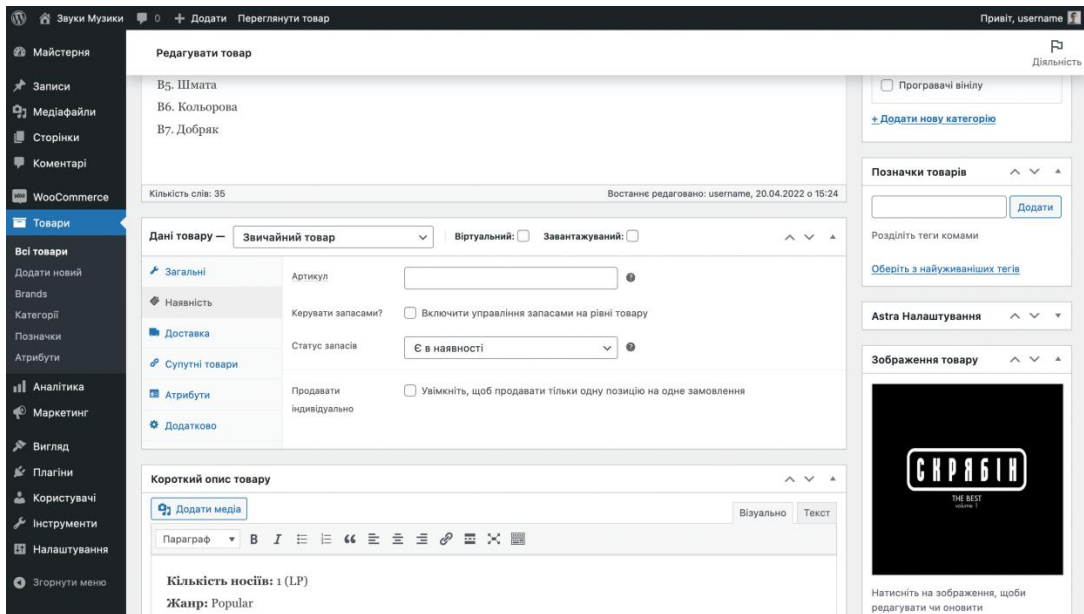 Звуки Музики 0 + Додати Переглянути товар Привіт, username
Майстерня
Записи
Медіафайли
Сторінки
Коментарі
WooCommerce
Товари
Всі товари
Додати новий
Brands
Категорії
Позначки
Атрибути
Аналітика
Маркетинг
Вигляд
Плагіни
Користувачі
Інструменти
Налаштування
Згорнути меню
Редагувати товар
Діяльність
B5. Шмата
B6. Кольорова
B7. Добряк
Кількість слів: 35 Востаннє редаговано: username, 20.04.2022 о 15:24
Дані товару — Звичайний товар Віртуальний: Завантажуваний:
Загальні
Наявність
Доставка
Супутні товари
Атрибути
Додатково
Артикул
Керувати запасами? Включити управління запасами на рівні товару
Статус запасів Є в наявності
Продавати Увімкніть, щоб продавати тільки одну позицію на одне замовлення
індивідуально
Короткий опис товару
Додати медіа Візуально Текст
Параграф B I
Кількість носіїв: 1 (LP)
Жанр: Popular
Програвачі вінілу
+ Додати нову категорію
Позначки товарів
Додати
Розділіть теги комами
Оберіть з найуживаніших тегів
Astra Налаштування
Зображення товару
СКРЯБІН
THE BEST
volume 1
Натисніть на зображення, щоби
редагувати чи оновити